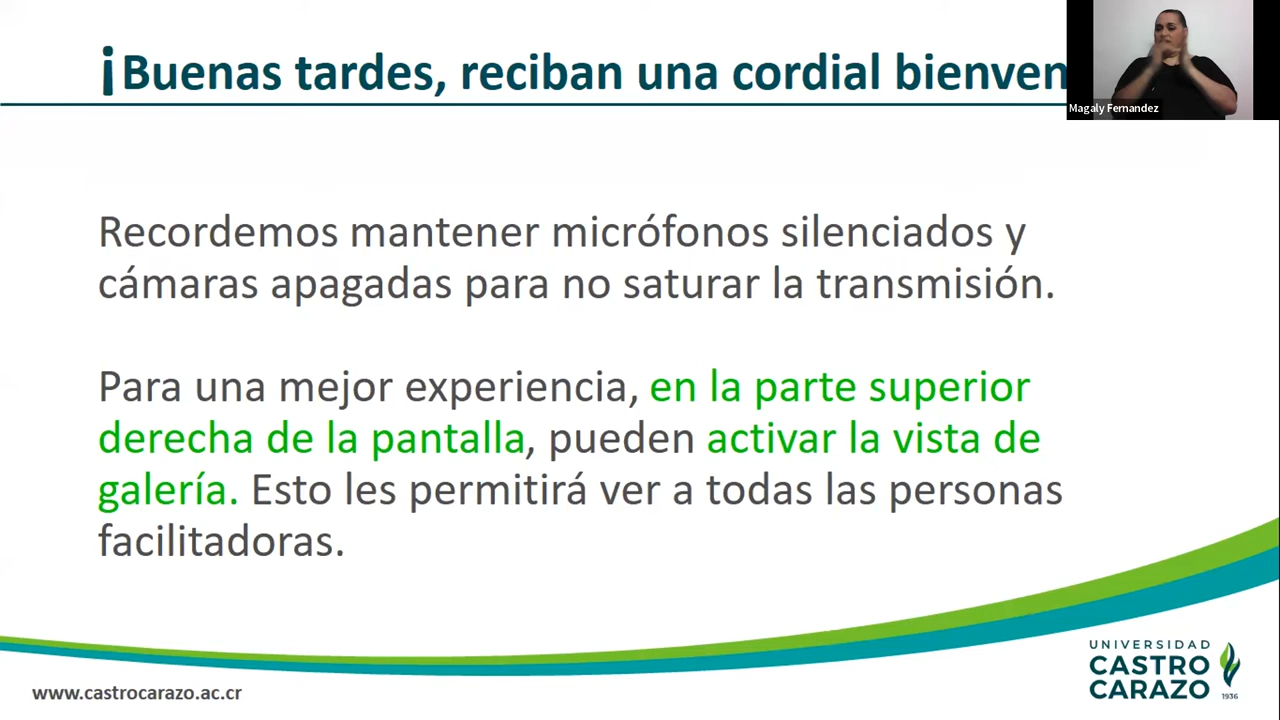 ¡Buenas tardes, reciban una cordial bienven
Magaly Fernandez
Recordemos mantener micrófonos silenciados y
cámaras apagadas para no saturar la transmisión.
Para una mejor experiencia, en la parte superior
derecha de la pantalla, pueden activar la vista de
galería. Esto les permitirá ver a todas las personas
facilitadoras.
UNIVERSIDAD
CASTRO
CARAZO
1936
www.castrocarazo.ac.cr